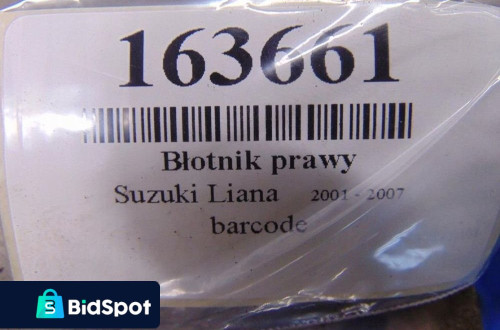 163661
Błotnik prawy
Suzuki Liana 2001 - 2007
barcode
BidSpot